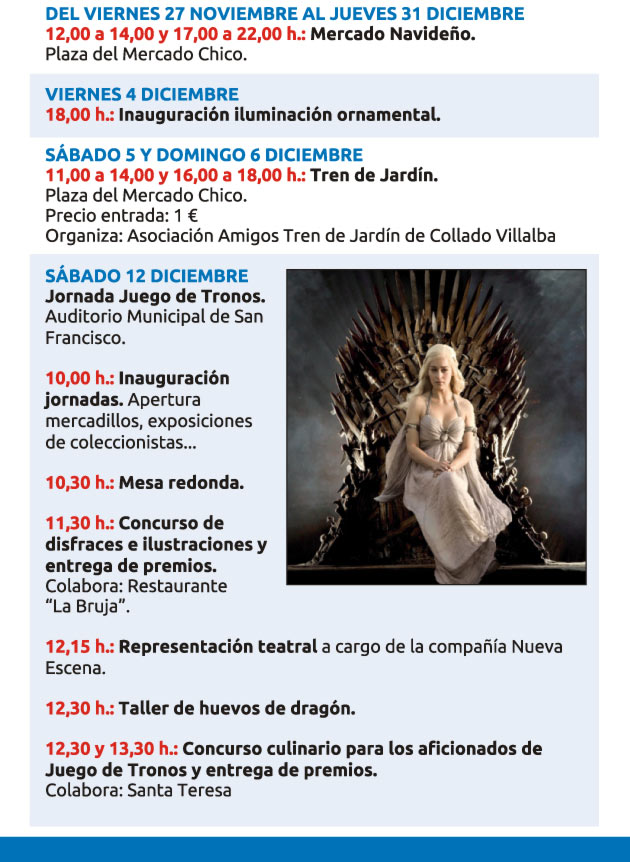 DEL VIERNES 27 NOVIEMBRE AL JUEVES 31 DICIEMBRE
12,00 a 14,00 y 17,00 a 22,00 h.: Mercado Navideño.
Plaza del Mercado Chico.
VIERNES 4 DICIEMBRE
18,00 h.: Inauguración iluminación ornamental.
SÁBADO 5 Y DOMINGO 6 DICIEMBRE
11,00 a 14,00 y 16,00 a 18,00 h.: Tren de Jardín.
Plaza del Mercado Chico.
Precio entrada: 1 €
Organiza: Asociación Amigos Tren de Jardín de Collado Villalba
SÁBADO 12 DICIEMBRE
Jornada Juego de Tronos.
Auditorio Municipal de San
Francisco.
10,00 h.: Inauguración
jornadas. Apertura
mercadillos, exposiciones
de coleccionistas...
10,30 h.: Mesa redonda.
11,30 h.: Concurso de
disfraces e ilustraciones y
entrega de premios.
Colabora: Restaurante
“La Bruja”.
12,15 h.: Representación teatral a cargo de la compañía Nueva
Escena.
12,30 h.: Taller de huevos de dragón.
12,30 y 13,30 h.: Concurso culinario para los aficionados de
Juego de Tronos y entrega de premios.
Colabora: Santa Teresa